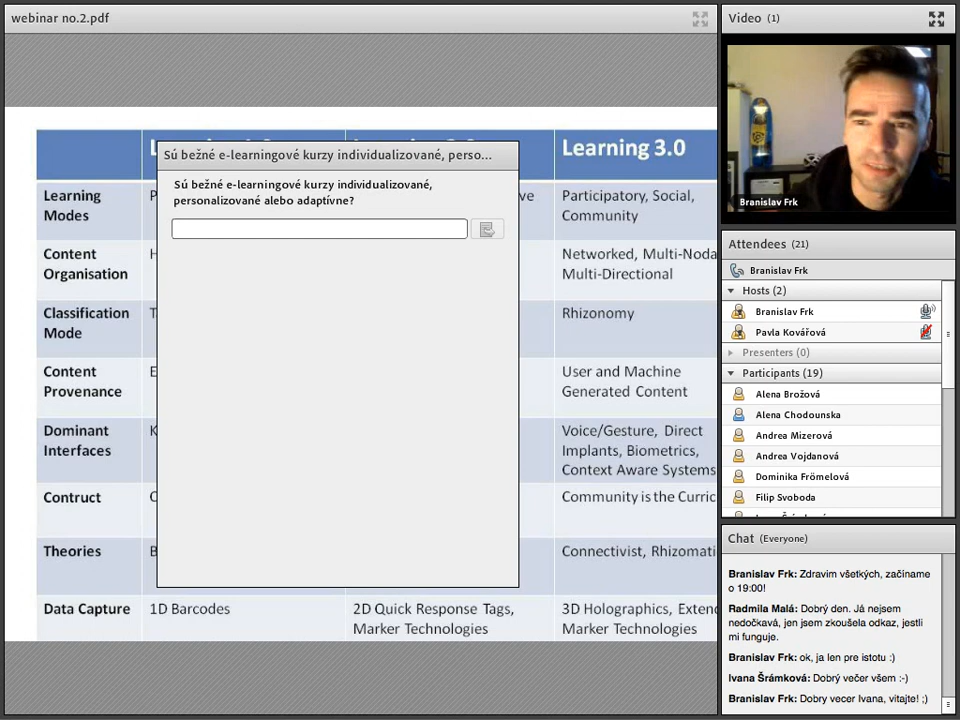 webinar no.2.pdf
Learning 3.0
Sú bežné e-learningové kurzy individualizované, perso...
Sú bežné e-learningové kurzy individualizované,
personalizované alebo adaptívne?
Learning
Modes
Participatory, Social,
Community
Content
Organisation
Networked, Multi-Noda
Multi-Directional
Classification
Mode
Rhizonomy
Content
Provenance
User and Machine
Generated Content
Dominant
Interfaces
Voice/Gesture, Direct
Implants, Biometrics,
Context Aware Systems
Contruct
Community is the Curric
Theories
Connectivist, Rhizomati
Data Capture
1D Barcodes
2D Quick Response Tags,
Marker Technologies
3D Holographics, Extend
Marker Technologies
Video (1)
Branislav Frk
Attendees (21)
Branislav Frk
Hosts (2)
Branislav Frk
Pavla Kovářová
Presenters (0)
Participants (19)
Alena Brožová
Alena Chodounska
Andrea Mizerová
Andrea Vojdanová
Dominika Frömelová
Filip Svoboda
Chat (Everyone)
Branislav Frk: Zdravim všetkých, začíname
o 19:00!
Radmila Malá: Dobrý den. Já nejsem
nedočkavá, jen jsem zkoušela odkaz, jestli
mi funguje.
Branislav Frk: ok, ja len pre istotu :)
Ivana Šrámková: Dobrý večer všem :-)
Branislav Frk: Dobry vecer Ivana, vitajte! ;)